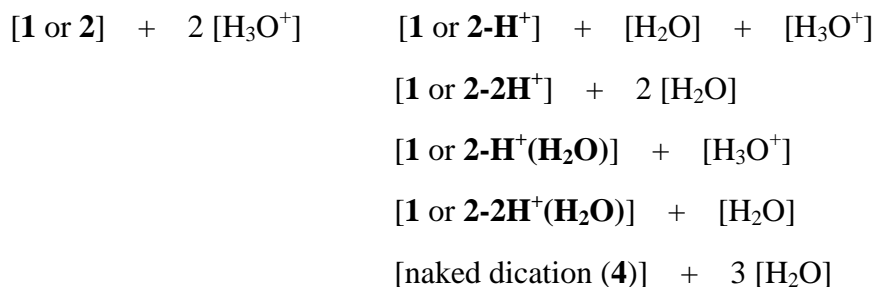 [1 or 2] + 2 [H₃O⁺] [1 or 2-H⁺] + [H₂O] + [H₃O⁺]
[1 or 2-2H⁺] + 2 [H₂O]
[1 or 2-H⁺(H₂O)] + [H₃O⁺]
[1 or 2-2H⁺(H₂O)] + [H₂O]
[naked dication (4)] + 3 [H₂O]